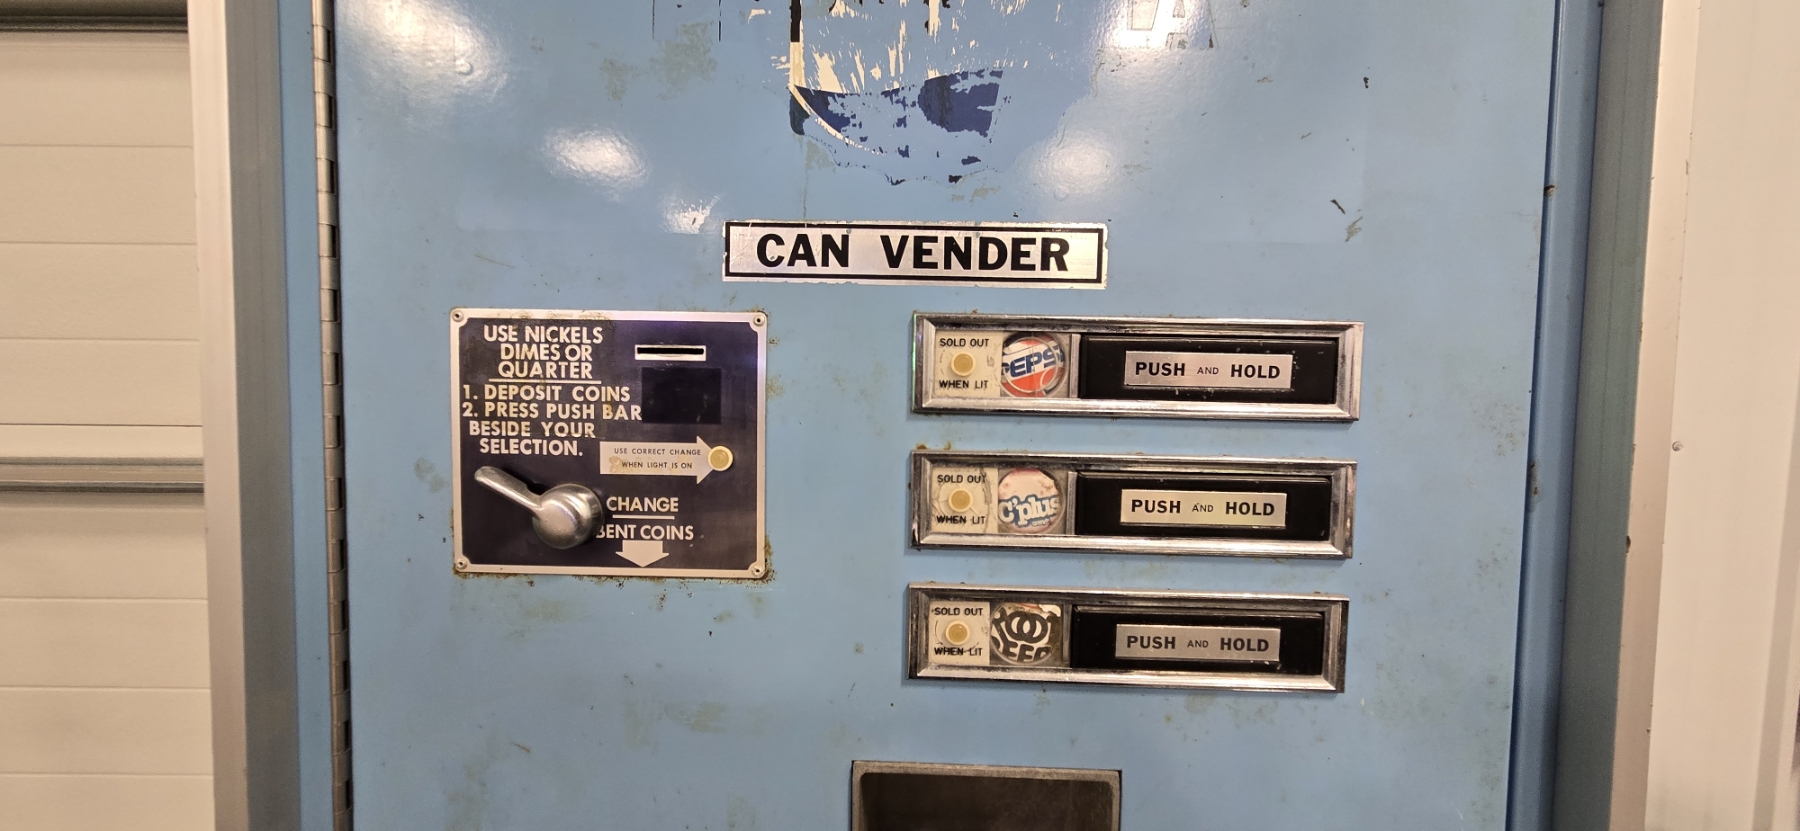 CAN VENDER
USE NICKELS
DIMES OR
QUARTER
1. DEPOSIT COINS
2. PRESS PUSH BAR
BESIDE YOUR
SELECTION.
USE CORRECT CHANGE
WHEN LIGHT IS ON
CHANGE
BENT COINS
SOLD OUT
WHEN LIT
PEPSI
PUSH AND HOLD
SOLD OUT
WHEN LIT
C'plus
PUSH AND HOLD
SOLD OUT
WHEN LIT
ROOT
BEER
PUSH AND HOLD